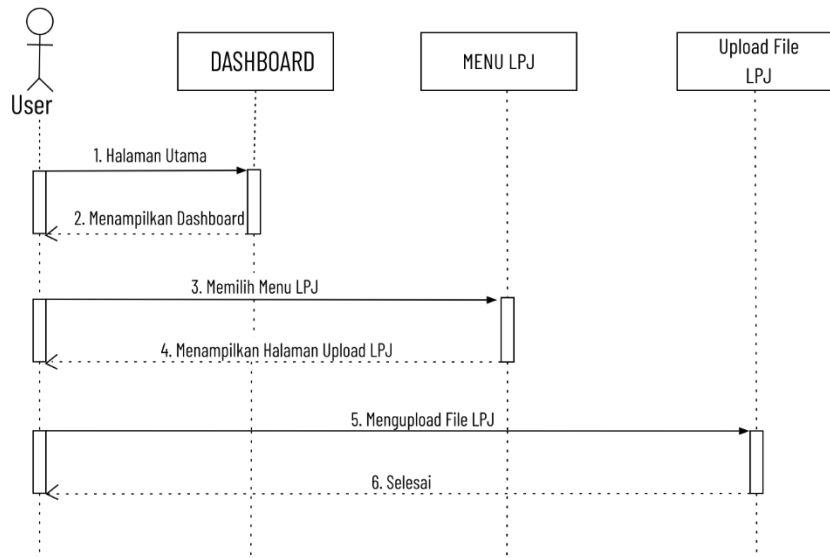 User
DASHBOARD
MENU LPJ
Upload File
LPJ
1. Halaman Utama
2. Menampilkan Dashboard
3. Memilih Menu LPJ
4. Menampilkan Halaman Upload LPJ
5. Mengupload File LPJ
6. Selesai